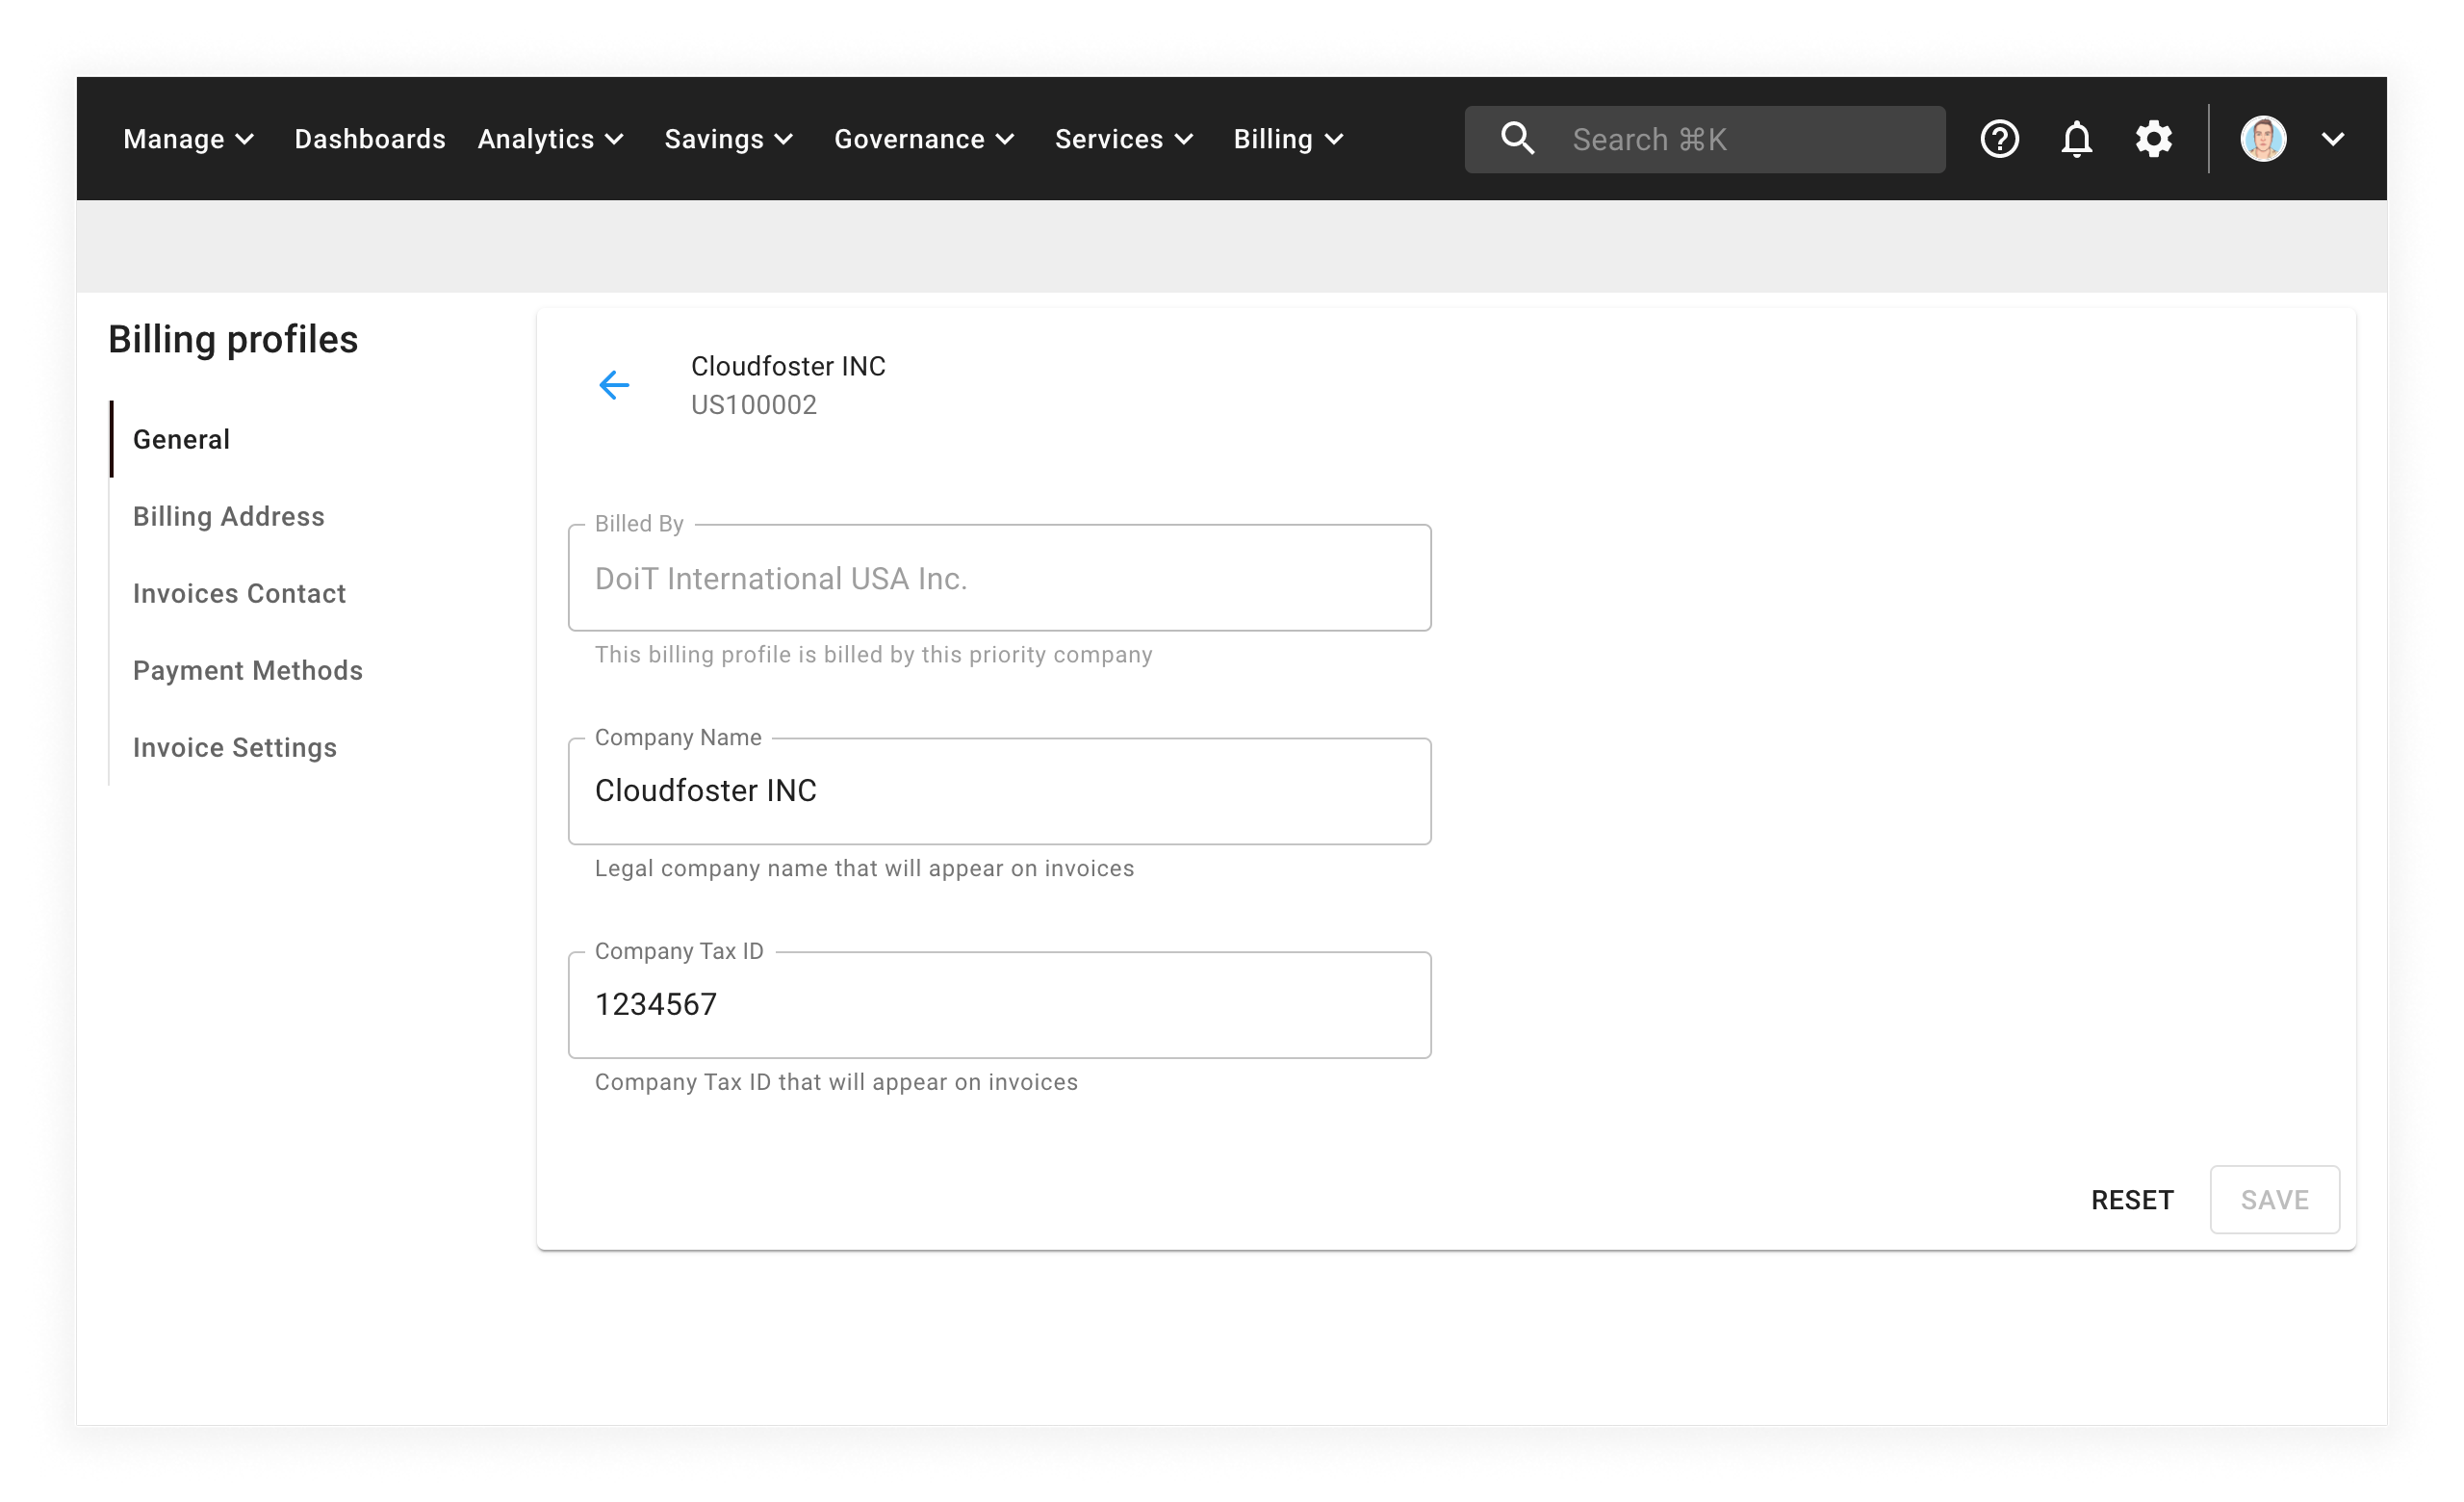 Manage Dashboards Analytics Savings Governance Services Billing Search ⌘K
Billing profiles
General
Billing Address
Invoices Contact
Payment Methods
Invoice Settings
Cloudfoster INC
US100002
Billed By
DoiT International USA Inc.
This billing profile is billed by this priority company
Company Name
Cloudfoster INC
Legal company name that will appear on invoices
Company Tax ID
1234567
Company Tax ID that will appear on invoices
RESET SAVE